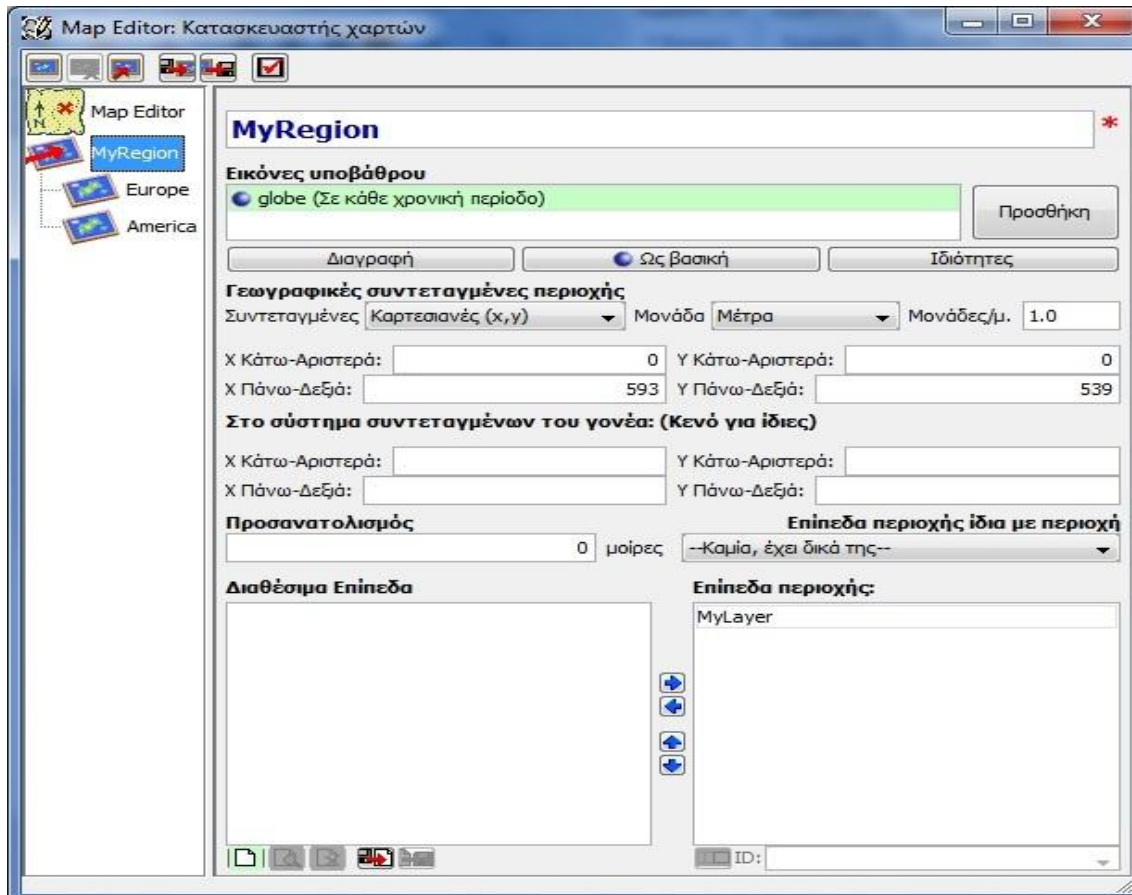 Map Editor: Κατασκευαστής χαρτών
Map Editor
MyRegion
Europe
America
MyRegion *
Εικόνες υποβάθρου
globe (Σε κάθε χρονική περίοδο)
Προσθήκη
Διαγραφή Ως βασική Ιδιότητες
Γεωγραφικές συντεταγμένες περιοχής
Συντεταγμένες Καρτεσιανές (x,y) Μονάδα Μέτρα Μονάδες/μ. 1.0
X Κάτω-Αριστερά: 0 Y Κάτω-Αριστερά: 0
X Πάνω-Δεξιά: 593 Y Πάνω-Δεξιά: 539
Στο σύστημα συντεταγμένων του γονέα: (Κενό για ίδιες)
X Κάτω-Αριστερά: Y Κάτω-Αριστερά:
X Πάνω-Δεξιά: Y Πάνω-Δεξιά:
Προσανατολισμός Επίπεδα περιοχής ίδια με περιοχή
0 μοίρες --Καμία, έχει δικά της--
Διαθέσιμα Επίπεδα Επίπεδα περιοχής:
MyLayer
ID: